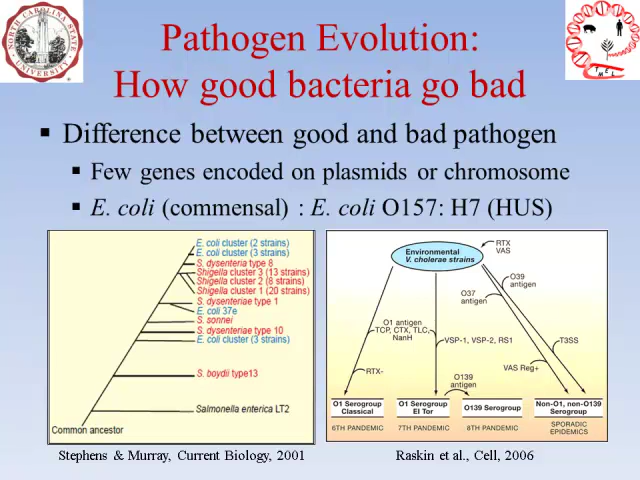 NORTH CAROLINA STATE
UNIVERSITY
TMEL
Pathogen Evolution:
How good bacteria go bad
▪ Difference between good and bad pathogen
▪ Few genes encoded on plasmids or chromosome
▪ E. coli (commensal) : E. coli O157: H7 (HUS)
E. coli cluster (2 strains)
E. coli cluster (3 strains)
S. dysenteria type 8
Shigella cluster 3 (13 strains)
Shigella cluster 2 (8 strains)
Shigella cluster 1 (20 strains)
S. dysenteriae type 1
E. coli 37e
S. sonnei
S. dysenteriae type 10
E. coli cluster (3 strains)
S. boydii type13
Salmonella enterica LT2
Common ancestor
Environmental
V. cholerae strains
RTX
VAS
O39
antigen
O37
antigen
O1 antigen
TCP, CTX, TLC,
NanH
VSP-1, VSP-2, RS1
T3SS
RTX-
VAS Reg+
O139
antigen
O1 Serogroup
Classical
O1 Serogroup
El Tor
O139 Serogroup
Non-O1, non-O139
Serogroup
6TH PANDEMIC
7TH PANDEMIC
8TH PANDEMIC
SPORADIC
EPIDEMICS
Stephens & Murray, Current Biology, 2001
Raskin et al., Cell, 2006